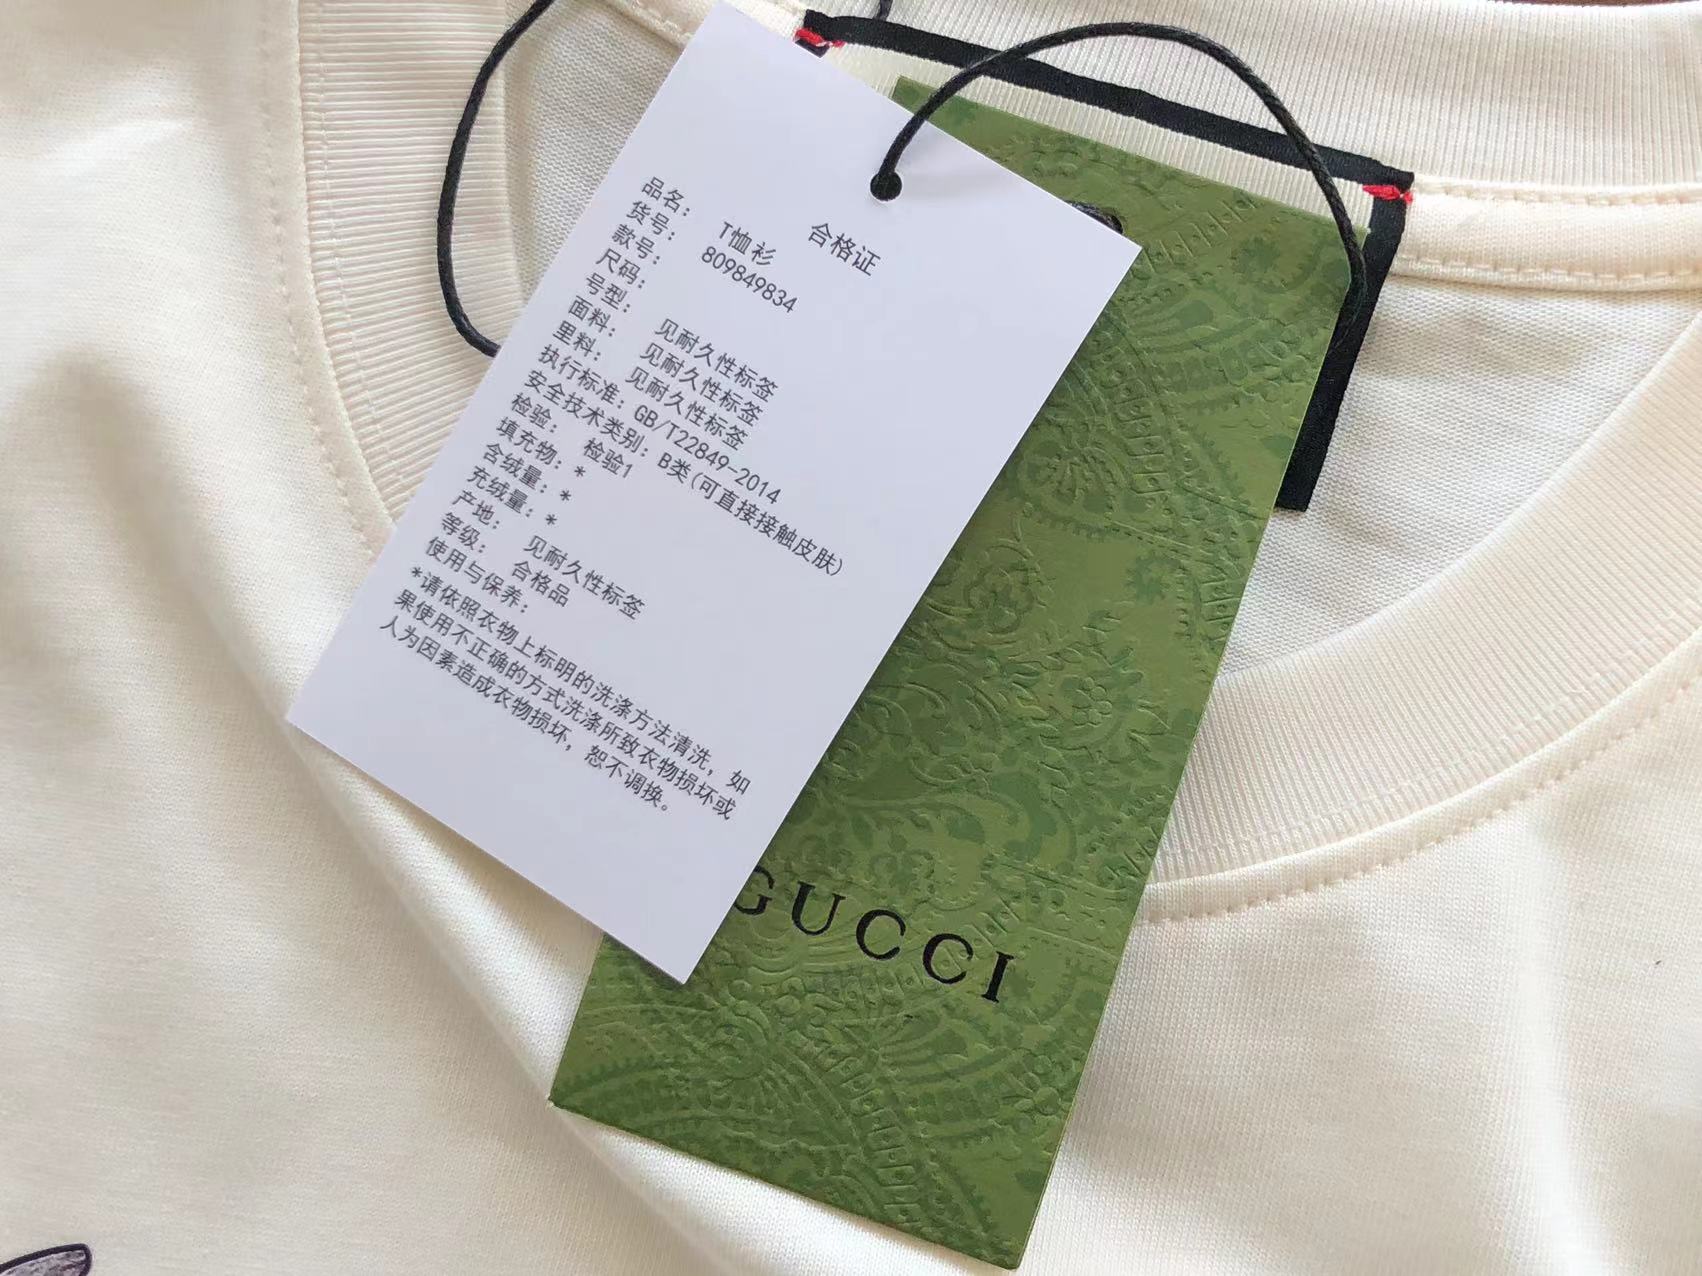 合格证
品名： T恤衫
货号： 809849834
款号：
尺码：
号型： 见耐久性标签
面料： 见耐久性标签
里料： 见耐久性标签
执行标准：GB/T22849-2014
安全技术类别：B类(可直接接触皮肤)
检验： 检验1
填充物：*
含绒量：*
充绒量：*
产地： 见耐久性标签
等级： 合格品
使用与保养：
*请依照衣物上标明的洗涤方法清洗，如
果使用不正确的方式洗涤所致衣物损坏或
人为因素造成衣物损坏，恕不调换。
GUCCI